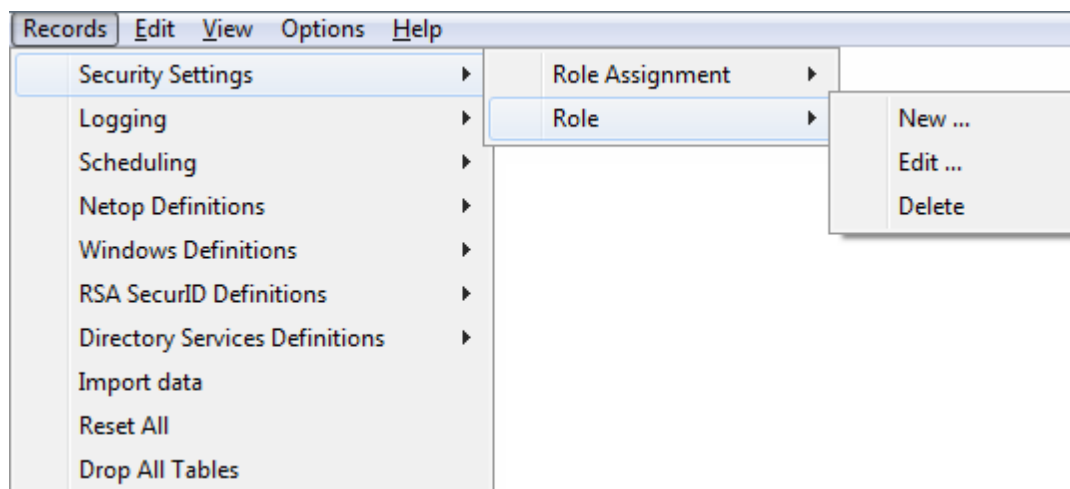 Records Edit View Options Help
Security Settings
Logging
Scheduling
Netop Definitions
Windows Definitions
RSA SecurID Definitions
Directory Services Definitions
Import data
Reset All
Drop All Tables
Role Assignment
Role
New ...
Edit ...
Delete